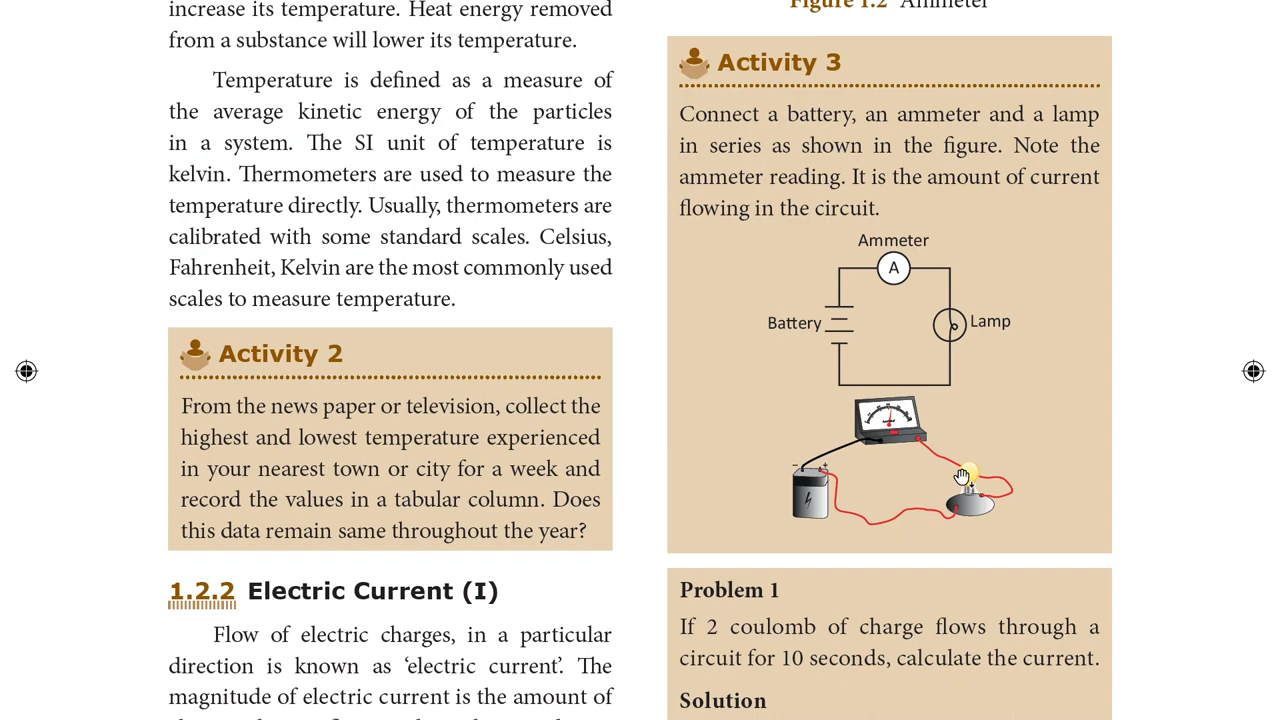 increase its temperature. Heat energy removed
from a substance will lower its temperature.
Temperature is defined as a measure of
the average kinetic energy of the particles
in a system. The SI unit of temperature is
kelvin. Thermometers are used to measure the
temperature directly. Usually, thermometers are
calibrated with some standard scales. Celsius,
Fahrenheit, Kelvin are the most commonly used
scales to measure temperature.
Activity 2
From the news paper or television, collect the
highest and lowest temperature experienced
in your nearest town or city for a week and
record the values in a tabular column. Does
this data remain same throughout the year?
1.2.2 Electric Current (I)
Flow of electric charges, in a particular
direction is known as ‘electric current’. The
magnitude of electric current is the amount of
Figure 1.2 Ammeter
Activity 3
Connect a battery, an ammeter and a lamp
in series as shown in the figure. Note the
ammeter reading. It is the amount of current
flowing in the circuit.
Ammeter
A
Battery
Lamp
Problem 1
If 2 coulomb of charge flows through a
circuit for 10 seconds, calculate the current.
Solution